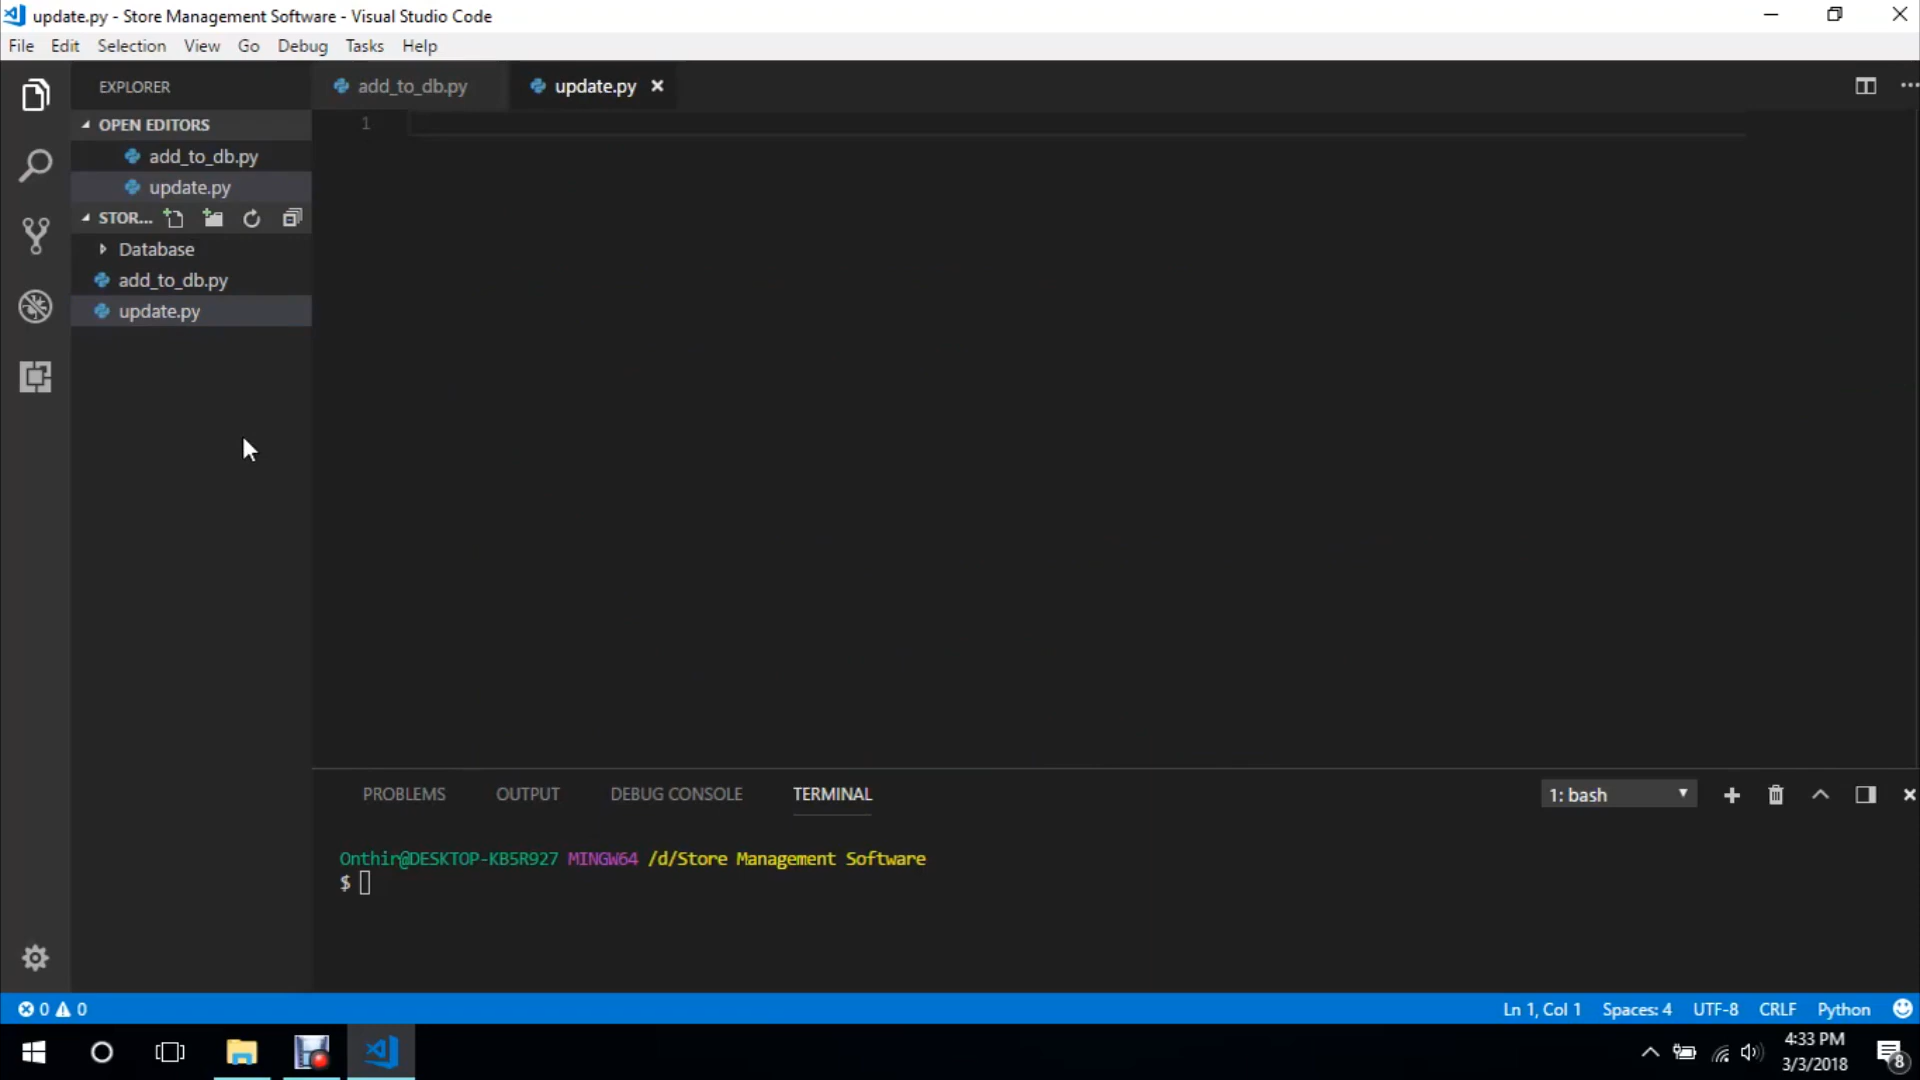 update.py - Store Management Software - Visual Studio Code
File Edit Selection View Go Debug Tasks Help
EXPLORER
add_to_db.py
update.py
OPEN EDITORS
1
add_to_db.py
update.py
STOR...
Database
add_to_db.py
update.py
PROBLEMS OUTPUT DEBUG CONSOLE TERMINAL
1: bash
Onthir@DESKTOP-KB5R927 MINGW64 /d/Store Management Software
$
0 0
Ln 1, Col 1 Spaces: 4 UTF-8 CRLF Python
4:33 PM
3/3/2018
8